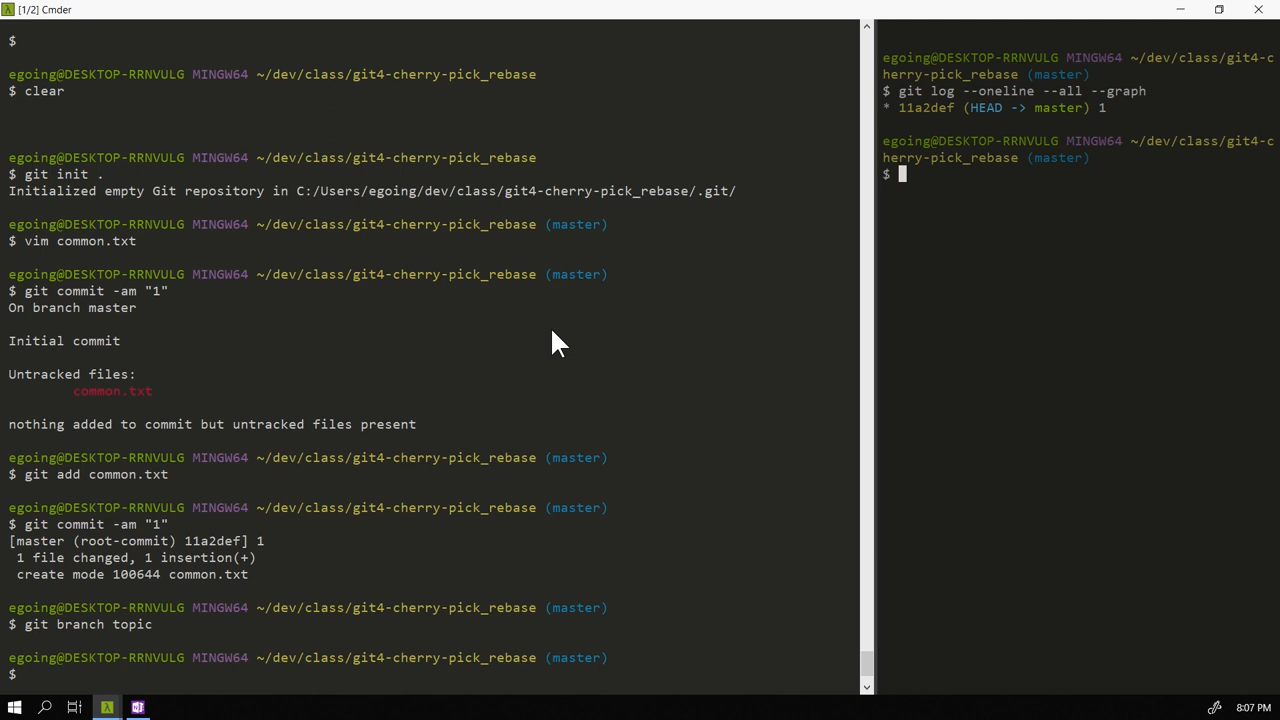 [1/2] Cmder
$
egoing@DESKTOP-RRNVULG MINGW64 ~/dev/class/git4-cherry-pick_rebase
$ clear
egoing@DESKTOP-RRNVULG MINGW64 ~/dev/class/git4-cherry-pick_rebase
$ git init .
Initialized empty Git repository in C:/Users/egoing/dev/class/git4-cherry-pick_rebase/.git/
egoing@DESKTOP-RRNVULG MINGW64 ~/dev/class/git4-cherry-pick_rebase (master)
$ vim common.txt
egoing@DESKTOP-RRNVULG MINGW64 ~/dev/class/git4-cherry-pick_rebase (master)
$ git commit -am "1"
On branch master
Initial commit
Untracked files:
common.txt
nothing added to commit but untracked files present
egoing@DESKTOP-RRNVULG MINGW64 ~/dev/class/git4-cherry-pick_rebase (master)
$ git add common.txt
egoing@DESKTOP-RRNVULG MINGW64 ~/dev/class/git4-cherry-pick_rebase (master)
$ git commit -am "1"
[master (root-commit) 11a2def] 1
1 file changed, 1 insertion(+)
create mode 100644 common.txt
egoing@DESKTOP-RRNVULG MINGW64 ~/dev/class/git4-cherry-pick_rebase (master)
$ git branch topic
egoing@DESKTOP-RRNVULG MINGW64 ~/dev/class/git4-cherry-pick_rebase (master)
$
egoing@DESKTOP-RRNVULG MINGW64 ~/dev/class/git4-c
herry-pick_rebase (master)
$ git log --oneline --all --graph
* 11a2def (HEAD -> master) 1
egoing@DESKTOP-RRNVULG MINGW64 ~/dev/class/git4-c
herry-pick_rebase (master)
$
8:07 PM